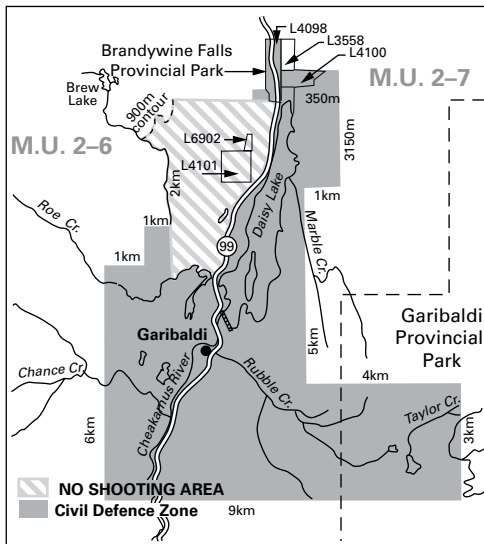 L4098
Brandywine Falls
Provincial Park
L3558
L4100
M.U. 2–7
Brew
Lake
900m
contour
350m
M.U. 2–6
L6902
3150m
L4101
2km
Daisy Lake
1km
Roe Cr.
1km
99
Marble Cr.
1km
Garibaldi
Provincial
Park
Garibaldi
5km
Chance Cr.
Cheakamus River
Rubble Cr.
4km
Taylor Cr.
6km
3km
NO SHOOTING AREA
Civil Defence Zone
9km